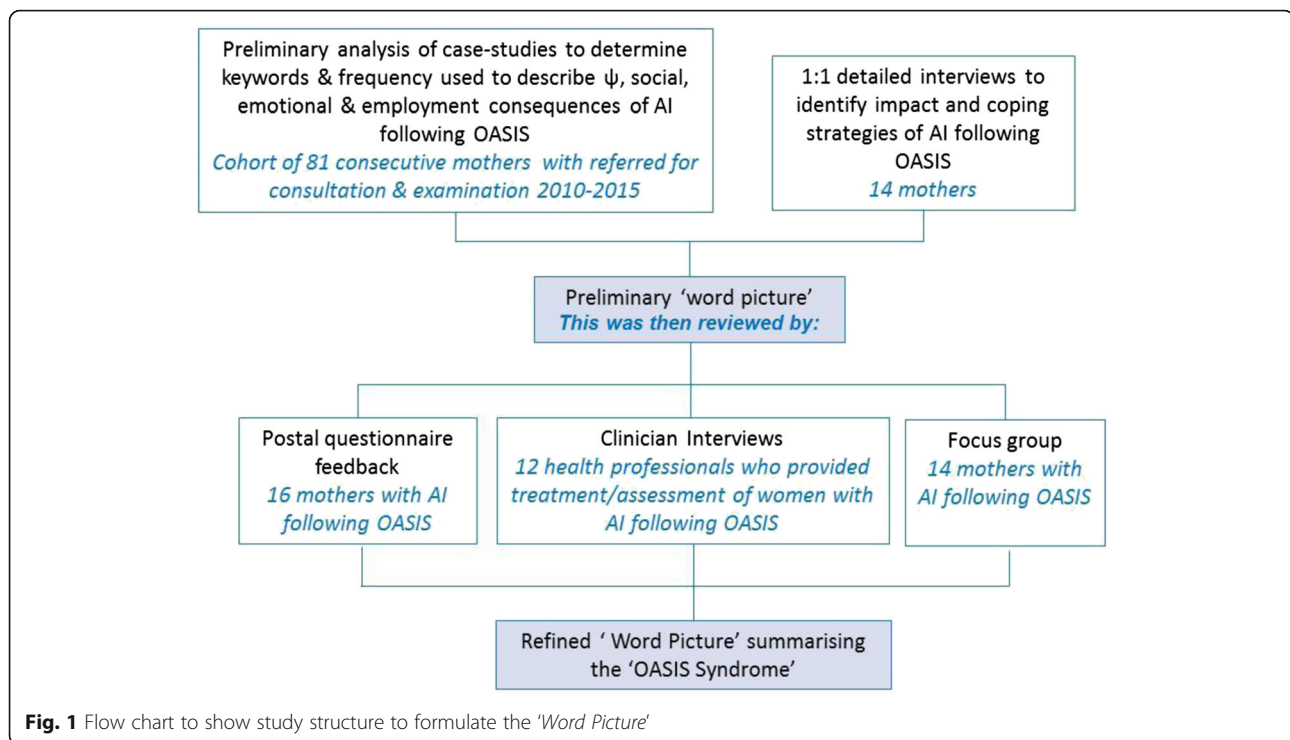 Preliminary analysis of case-studies to determine
keywords & frequency used to describe ψ, social,
emotional & employment consequences of AI
following OASIS
Cohort of 81 consecutive mothers with referred for
consultation & examination 2010-2015
1:1 detailed interviews to
identify impact and coping
strategies of AI following
OASIS
14 mothers
Preliminary ‘word picture’
This was then reviewed by:
Postal questionnaire
feedback
16 mothers with AI
following OASIS
Clinician Interviews
12 health professionals who provided
treatment/assessment of women with
AI following OASIS
Focus group
14 mothers with
AI following OASIS
Refined ‘ Word Picture’ summarising
the ‘OASIS Syndrome’
Fig. 1 Flow chart to show study structure to formulate the ‘Word Picture’